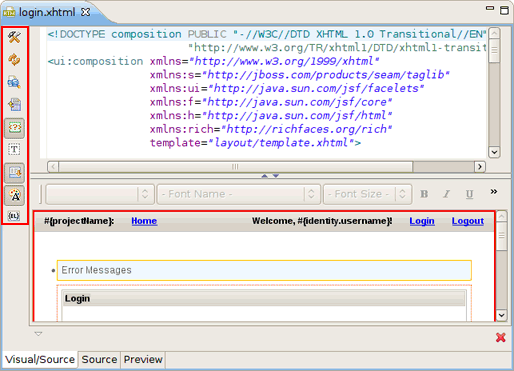 login.xhtml
<!DOCTYPE composition PUBLIC "-//W3C//DTD XHTML 1.0 Transitional//EN"
"http://www.w3.org/TR/xhtml1/DTD/xhtml1-transit
<ui:composition xmlns="http://www.w3.org/1999/xhtml"
xmlns:s="http://jboss.com/products/seam/taglib"
xmlns:ui="http://java.sun.com/jsf/facelets"
xmlns:f="http://java.sun.com/jsf/core"
xmlns:h="http://java.sun.com/jsf/html"
xmlns:rich="http://richfaces.org/rich"
template="layout/template.xhtml">
- Font Name - - Font Size - B I U »
#{projectName}: Home Welcome, #{identity.username}! Login Logout
Error Messages
Login
Visual/Source Source Preview